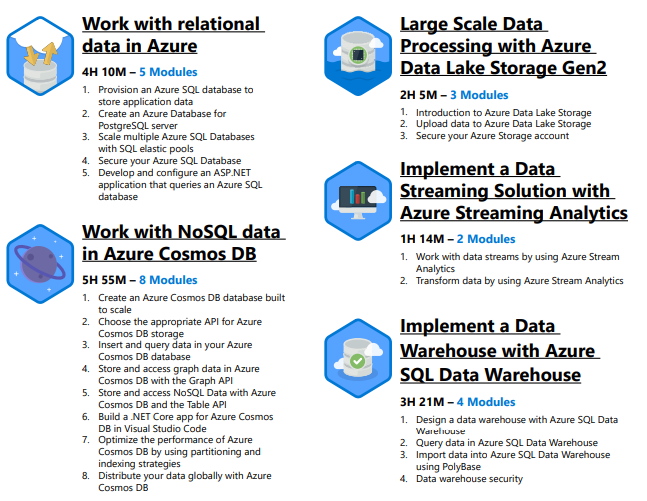 Work with relational
data in Azure
4H 10M – 5 Modules
1. Provision an Azure SQL database to
store application data
2. Create an Azure Database for
PostgreSQL server
3. Scale multiple Azure SQL Databases
with SQL elastic pools
4. Secure your Azure SQL Database
5. Develop and configure an ASP.NET
application that queries an Azure SQL
database
Work with NoSQL data
in Azure Cosmos DB
5H 55M – 8 Modules
1. Create an Azure Cosmos DB database built
to scale
2. Choose the appropriate API for Azure
Cosmos DB storage
3. Insert and query data in your Azure
Cosmos DB database
4. Store and access graph data in Azure
Cosmos DB with the Graph API
5. Store and access NoSQL Data with Azure
Cosmos DB and the Table API
6. Build a .NET Core app for Azure Cosmos
DB in Visual Studio Code
7. Optimize the performance of Azure
Cosmos DB by using partitioning and
indexing strategies
8. Distribute your data globally with Azure
Cosmos DB
Large Scale Data
Processing with Azure
Data Lake Storage Gen2
2H 5M – 3 Modules
1. Introduction to Azure Data Lake Storage
2. Upload data to Azure Data Lake Storage
3. Secure your Azure Storage account
Implement a Data
Streaming Solution with
Azure Streaming Analytics
1H 14M – 2 Modules
1. Work with data streams by using Azure Stream
Analytics
2. Transform data by using Azure Stream Analytics
Implement a Data
Warehouse with Azure
SQL Data Warehouse
3H 21M – 4 Modules
1. Design a data warehouse with Azure SQL Data
Warehouse
2. Query data in Azure SQL Data Warehouse
3. Import data into Azure SQL Data Warehouse
using PolyBase
4. Data warehouse security